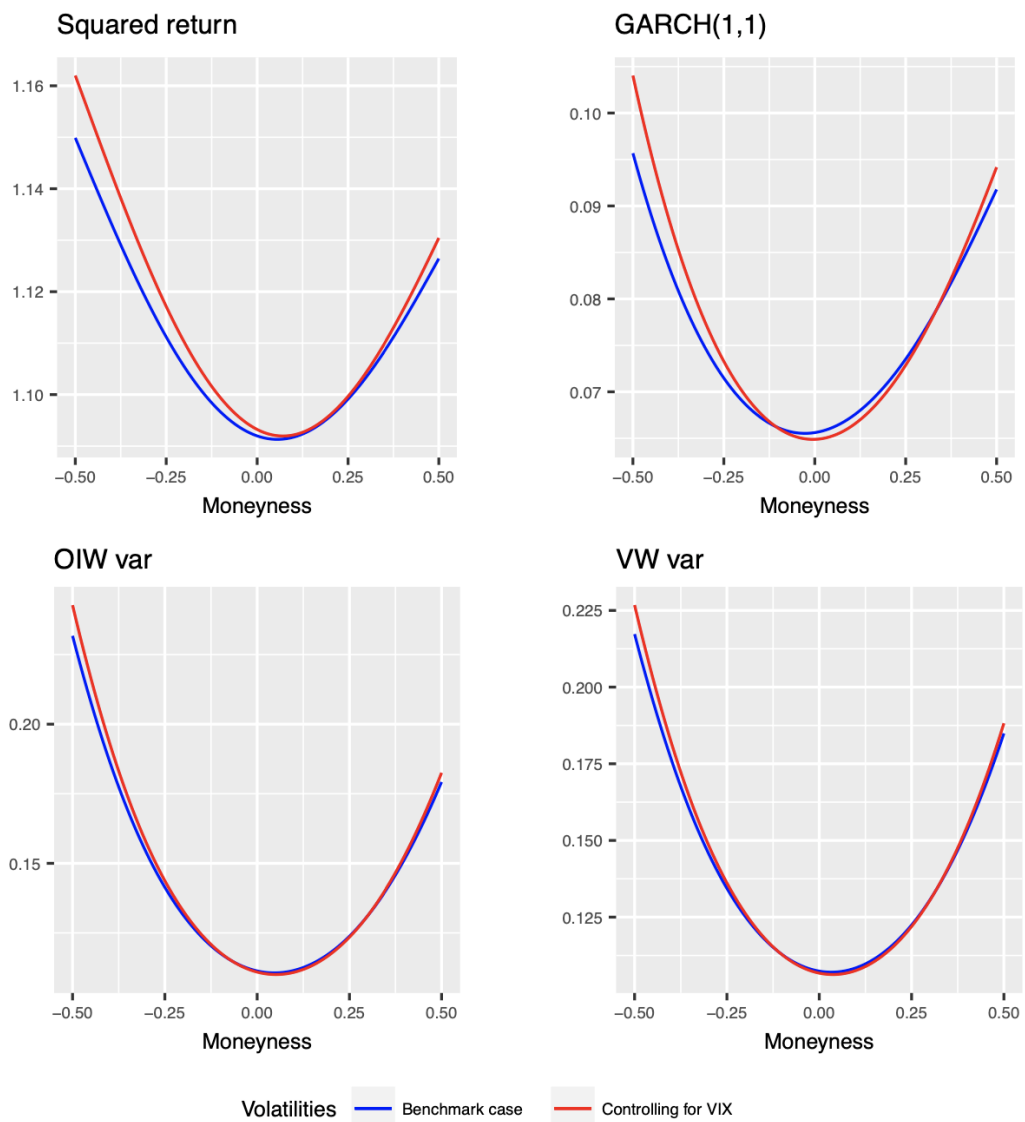 Squared return
1.16
1.14
1.12
1.10
−0.50 −0.25 0.00 0.25 0.50
Moneyness
GARCH(1,1)
0.10
0.09
0.08
0.07
−0.50 −0.25 0.00 0.25 0.50
Moneyness
OIW var
0.20
0.15
−0.50 −0.25 0.00 0.25 0.50
Moneyness
VW var
0.225
0.200
0.175
0.150
0.125
−0.50 −0.25 0.00 0.25 0.50
Moneyness
Volatilities Benchmark case Controlling for VIX